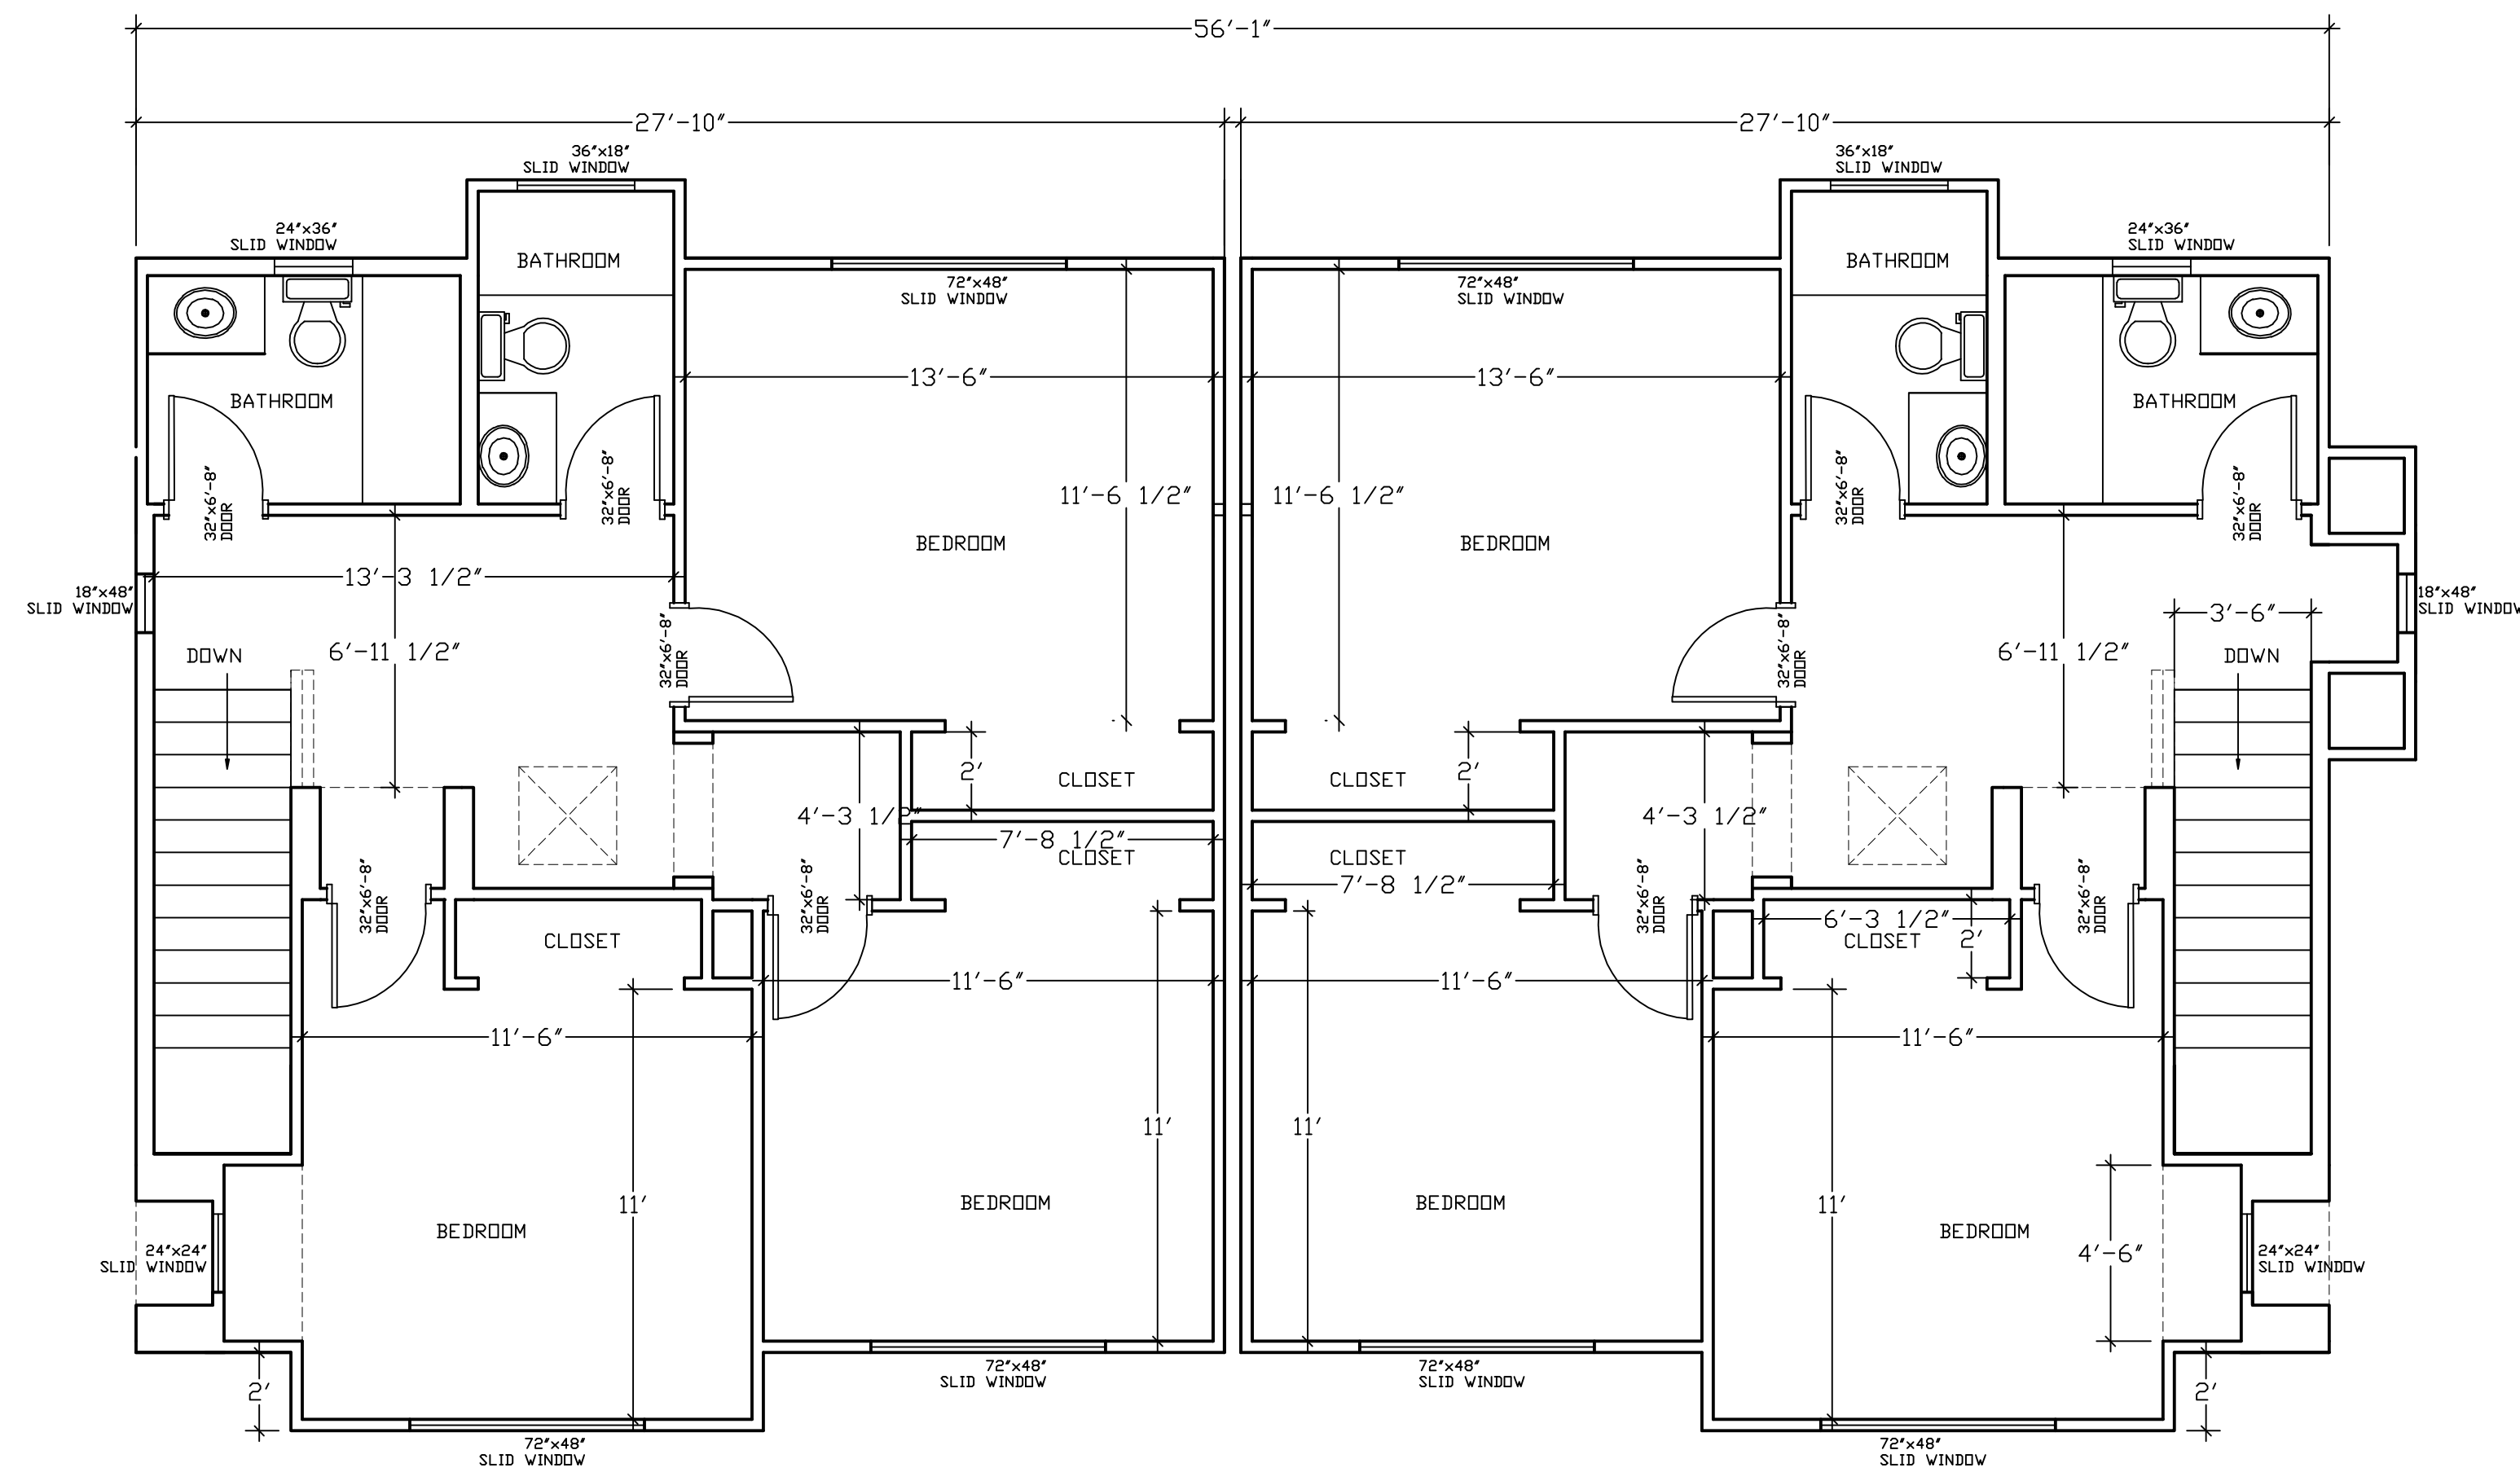 56'-1"
27'-10"
27'-10"
36"x18"
SLID WINDOW
36"x18"
SLID WINDOW
24"x36"
SLID WINDOW
24"x36"
SLID WINDOW
BATHROOM
BATHROOM
72"x48"
SLID WINDOW
72"x48"
SLID WINDOW
13'-6"
13'-6"
BATHROOM
BATHROOM
32"x6'-8"
DOOR
32"x6'-8"
DOOR
11'-6 1/2"
11'-6 1/2"
32"x6'-8"
DOOR
32"x6'-8"
DOOR
BEDROOM
BEDROOM
13'-3 1/2"
18"x48"
SLID WINDOW
18"x48"
SLID WINDOW
3'-6"
32"x6'-8"
DOOR
32"x6'-8"
DOOR
DOWN
6'-11 1/2"
6'-11 1/2"
DOWN
2'
2'
CLOSET
CLOSET
4'-3 1/2"
4'-3 1/2"
7'-8 1/2"
CLOSET
CLOSET
7'-8 1/2"
32"x6'-8"
DOOR
32"x6'-8"
DOOR
32"x6'-8"
DOOR
32"x6'-8"
DOOR
6'-3 1/2"
CLOSET
CLOSET
2'
11'-6"
11'-6"
11'-6"
11'-6"
11'
11'
BEDROOM
BEDROOM
11'
11'
BEDROOM
BEDROOM
4'-6"
24"x24"
SLID WINDOW
24"x24"
SLID WINDOW
72"x48"
SLID WINDOW
72"x48"
SLID WINDOW
2'
2'
72"x48"
SLID WINDOW
72"x48"
SLID WINDOW